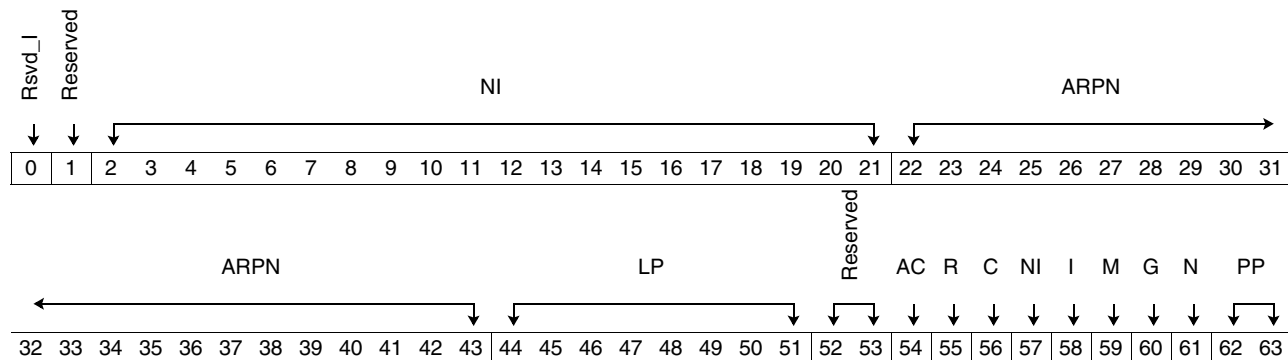 Rsvd_I Reserved NI ARPN
0 1 2 3 4 5 6 7 8 9 10 11 12 13 14 15 16 17 18 19 20 21 22 23 24 25 26 27 28 29 30 31
ARPN LP Reserved AC R C NI I M G N PP
32 33 34 35 36 37 38 39 40 41 42 43 44 45 46 47 48 49 50 51 52 53 54 55 56 57 58 59 60 61 62 63